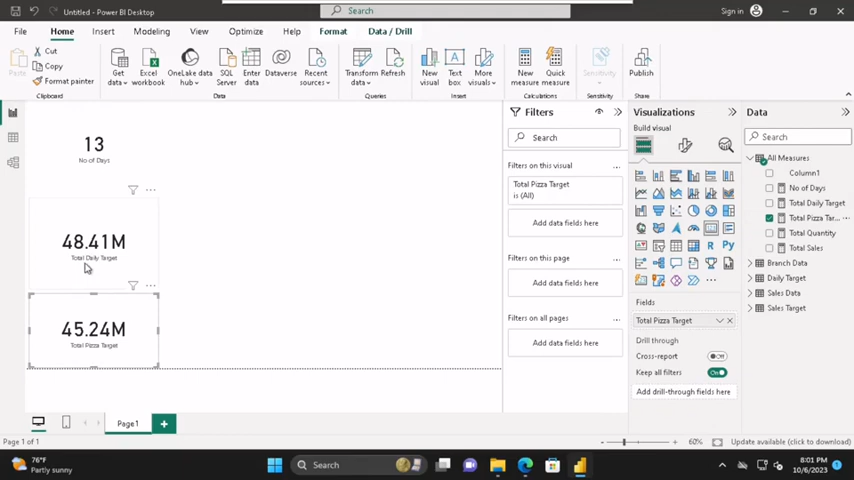 Untitled - Power BI Desktop
Search
Sign in
File
Home
Insert
Modeling
View
Optimize
Help
Format
Data / Drill
Paste
Cut
Copy
Format painter
Clipboard
Get data
Excel workbook
OneLake data hub
SQL Server
Enter data
Dataverse
Recent sources
Data
Transform data
Refresh
Queries
New visual
Text box
More visuals
Insert
New measure
Quick measure
Calculations
Sensitivity
Sensitivity
Publish
Share
13
No of Days
48.41M
Total Daily Target
45.24M
Total Pizza Target
Filters
Search
Filters on this visual
...
Total Pizza Target
is (All)
Add data fields here
Filters on this page
...
Add data fields here
Filters on all pages
...
Add data fields here
Visualizations
Build visual
R
Py
...
Fields
Total Pizza Target
Drill through
Cross-report
Off
Keep all filters
On
Add drill-through fields here
Data
Search
All Measures
Column1
No of Days
Total Daily Target
Total Pizza Tar...
Total Quantity
Total Sales
Branch Data
Daily Target
Sales Data
Sales Target
Page 1
Page 1 of 1
60%
Update available (click to download)
76°F
Partly sunny
Search
8:01 PM
10/6/2023